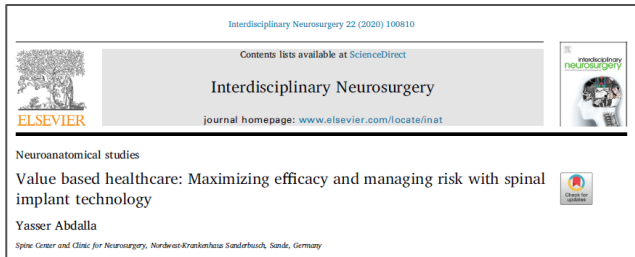 Interdisciplinary Neurosurgery 22 (2020) 100810
Contents lists available at ScienceDirect
Interdisciplinary Neurosurgery
journal homepage: www.elsevier.com/locate/inat
ELSEVIER
interdisciplinary
neurosurgery
Neuroanatomical studies
Value based healthcare: Maximizing efficacy and managing risk with spinal
implant technology
Check for
updates
Yasser Abdalla
Spine Center and Clinic for Neurosurgery, Nordwest-Krankenhaus Sanderbusch, Sande, Germany